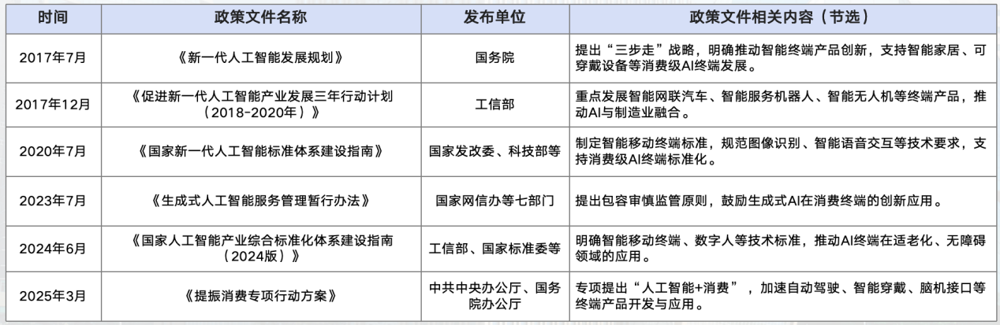 时间 政策文件名称 发布单位 政策文件相关内容（节选）
2017年7月 《新一代人工智能发展规划》 国务院 提出“三步走”战略，明确推动智能终端产品创新，支持智能家居、可
穿戴设备等消费级AI终端发展。
2017年12月 《促进新一代人工智能产业发展三年行动计划
（2018-2020年）》 工信部 重点发展智能网联汽车、智能服务机器人、智能无人机等终端产品，推
动AI与制造业融合。
2020年7月 《国家新一代人工智能标准体系建设指南》 国家发改委、科技部等 制定智能移动终端标准，规范图像识别、智能语音交互等技术要求，支
持消费级AI终端标准化。
2023年7月 《生成式人工智能服务管理暂行办法》 国家网信办等七部门 提出包容审慎监管原则，鼓励生成式AI在消费终端的创新应用。
2024年6月 《国家人工智能产业综合标准化体系建设指南
（2024版）》 工信部、国家标准委等 明确智能移动终端、数字人等技术标准，推动AI终端在适老化、无障碍
领域的应用。
2025年3月 《提振消费专项行动方案》 中共中央办公厅、国务
院办公厅 专项提出“人工智能+消费”，加速自动驾驶、智能穿戴、脑机接口等
终端产品开发与应用。